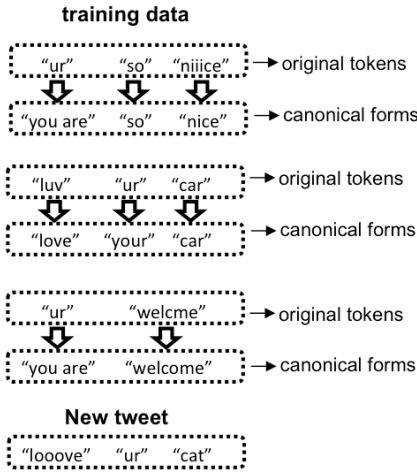 training data
“ur” “so” “niiice” original tokens
“you are” “so” “nice” canonical forms
“luv” “ur” “car” original tokens
“love” “your” “car” canonical forms
“ur” “welcme” original tokens
“you are” “welcome” canonical forms
New tweet
“looove” “ur” “cat”